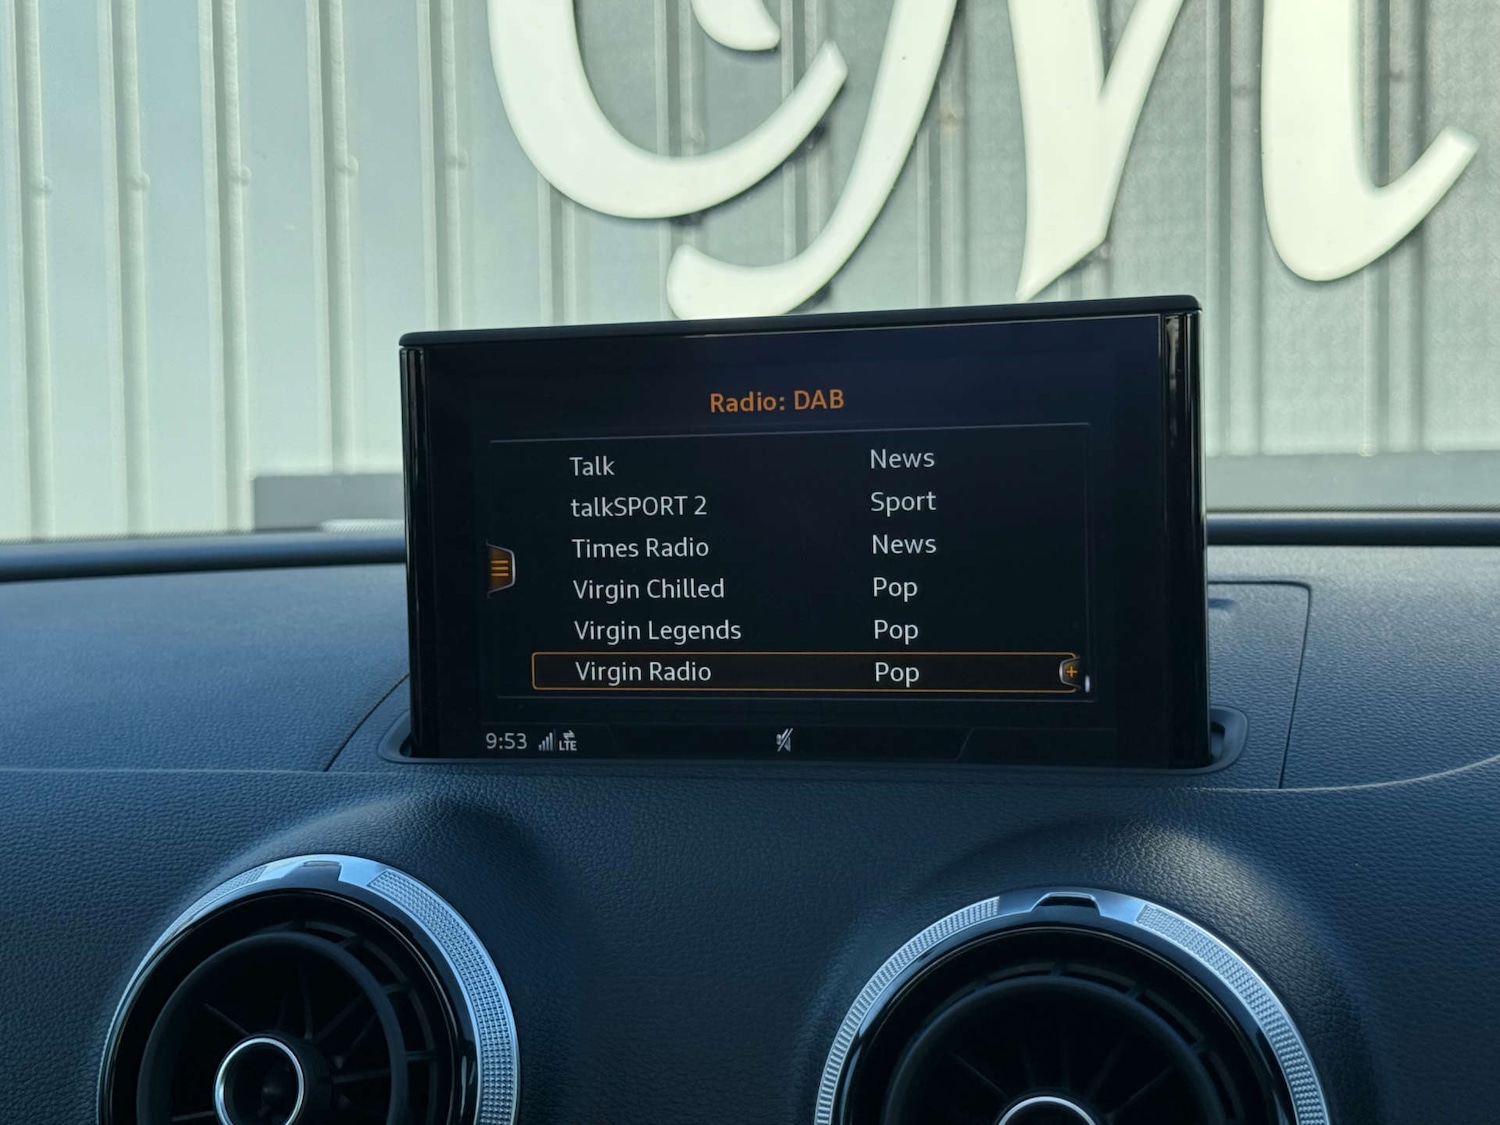 Radio: DAB
Talk News
talkSPORT 2 Sport
Times Radio News
Virgin Chilled Pop
Virgin Legends Pop
Virgin Radio Pop
9:53 LTE